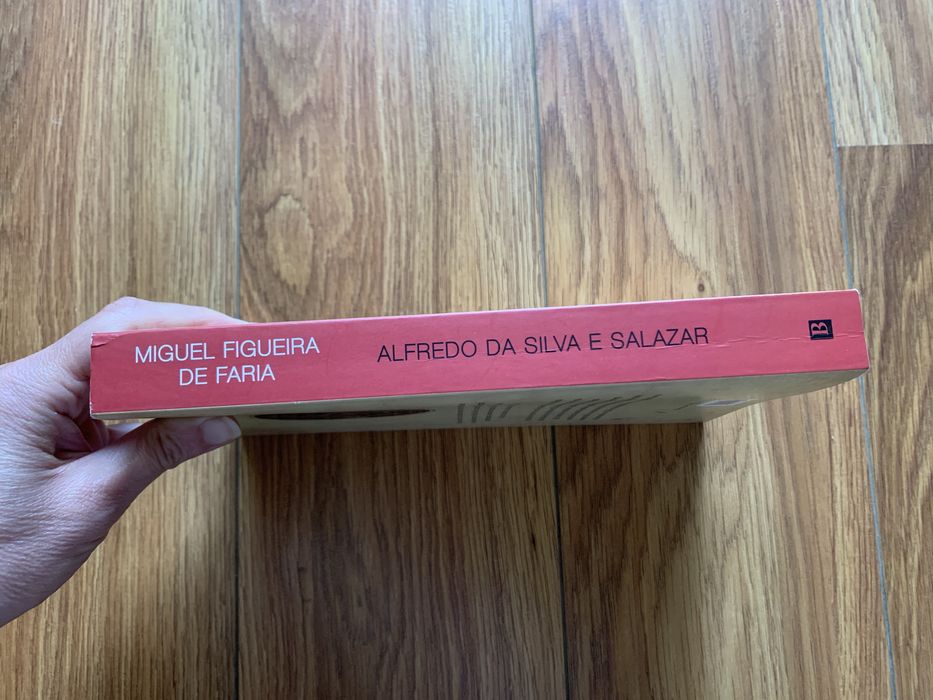 MIGUEL FIGUEIRA
DE FARIA
ALFREDO DA SILVA E SALAZAR
B